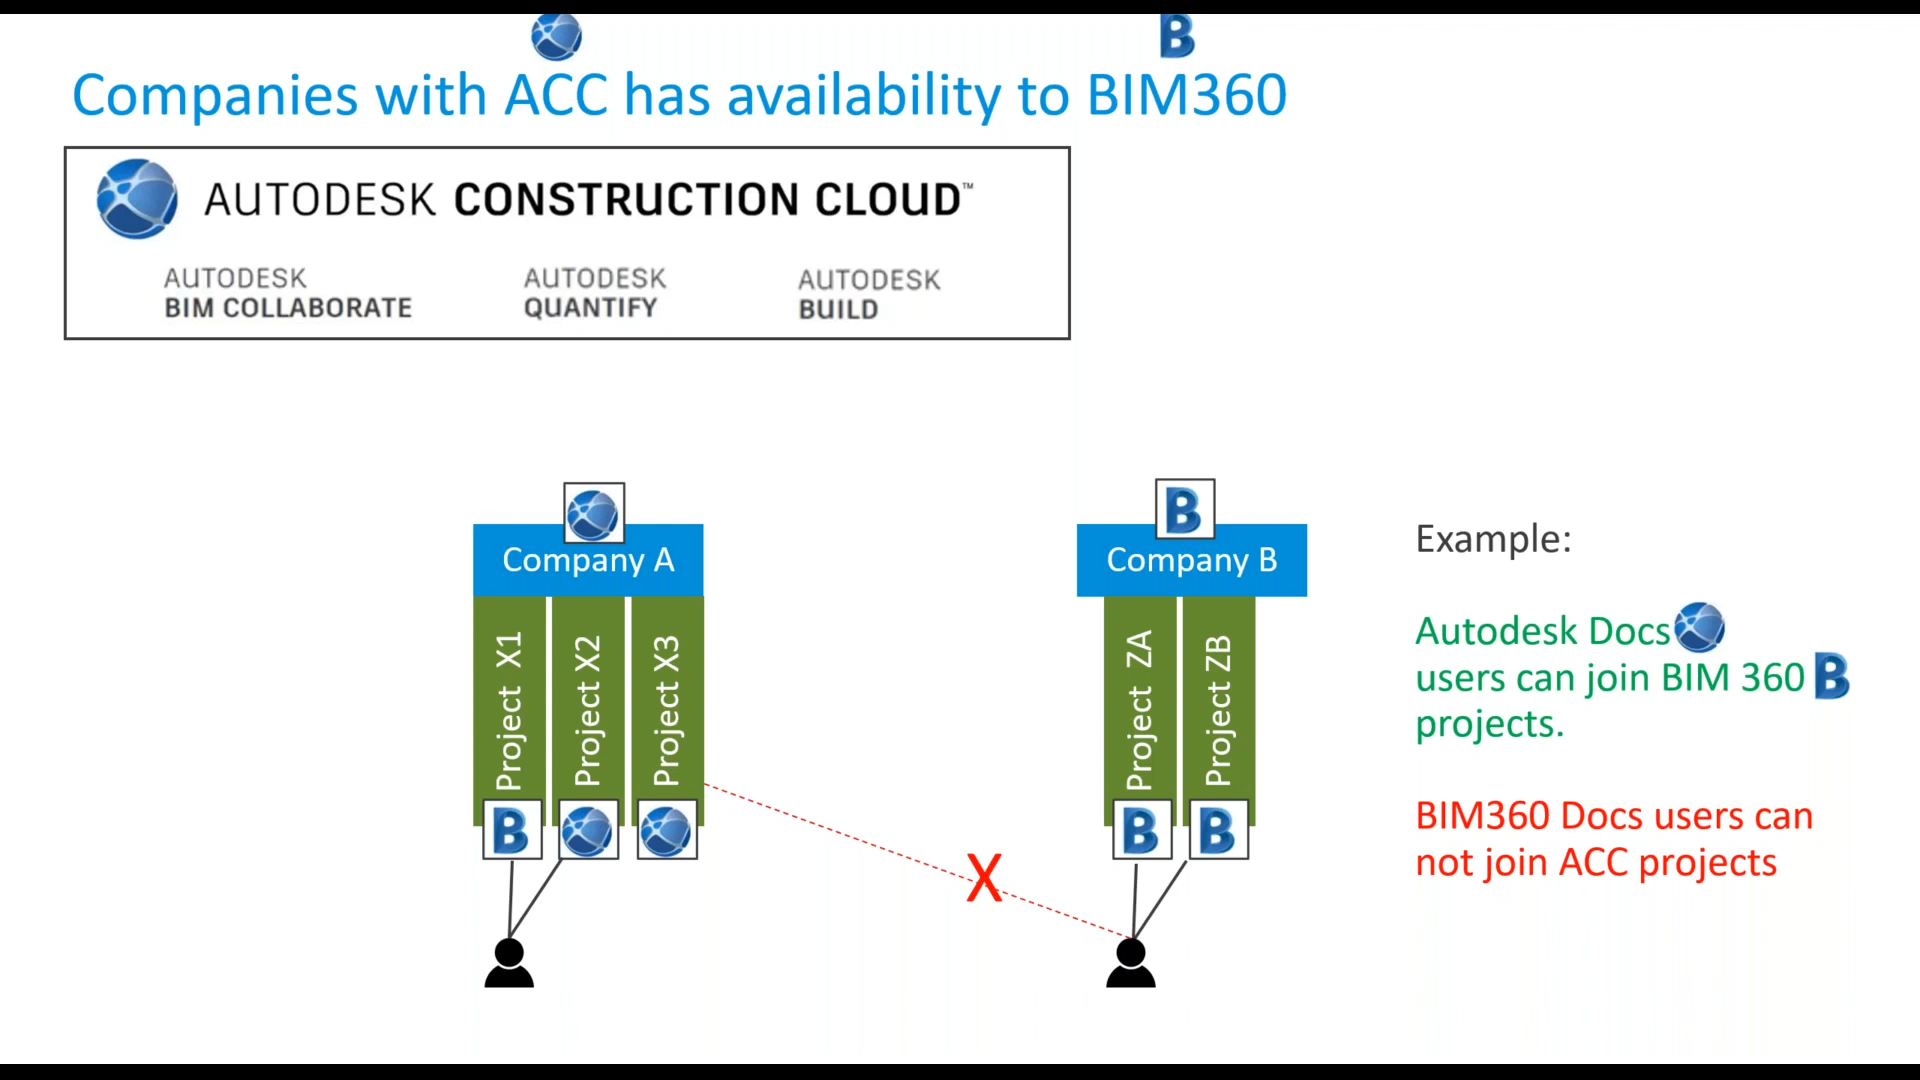 Companies with ACC has availability to BIM360
AUTODESK CONSTRUCTION CLOUD™
AUTODESK
BIM COLLABORATE
AUTODESK
QUANTIFY
AUTODESK
BUILD
Company A
Project X1
Project X2
Project X3
X
Company B
Project ZA
Project ZB
Example:
Autodesk Docs
users can join BIM 360
projects.
BIM360 Docs users can
not join ACC projects